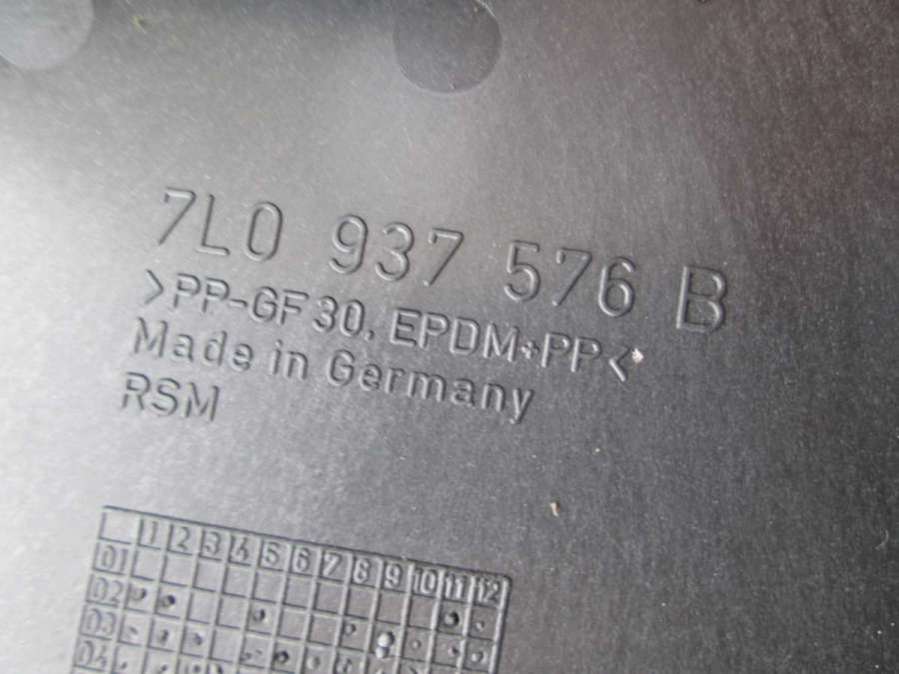 7L0 937 576 B
>PP-GF 30. EPDM+PP<
Made in Germany
RSM
1 2 3 4 5 6 7 8 9 10 11 12
01
02
03
04